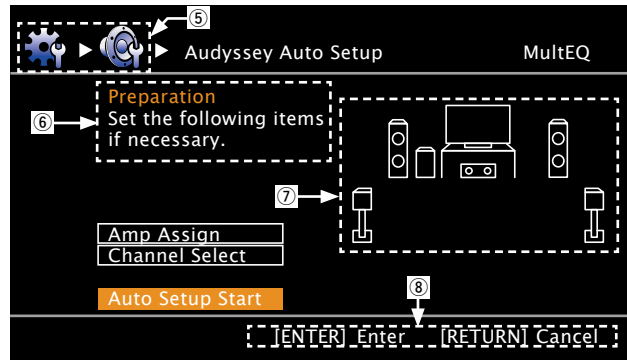 ⑤
Audyssey Auto Setup MultEQ
Preparation
⑥ Set the following items
if necessary.
⑦
Amp Assign
Channel Select
Auto Setup Start
⑧
[ENTER] Enter [RETURN] Cancel